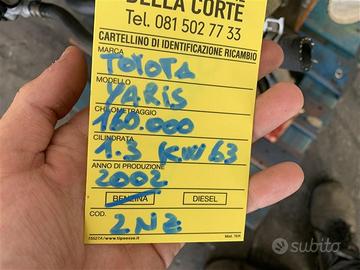 DELLA CORTE
Tel. 081 502 77 33
CARTELLINO DI IDENTIFICAZIONE RICAMBIO
MARCA
TOYOTA
MODELLO
YARIS
CHILOMETRAGGIO
160.000
CILINDRATA
1.3 KW 63
ANNO DI PRODUZIONE
2002
BENZINA DIESEL
COD.
2NZ
subito